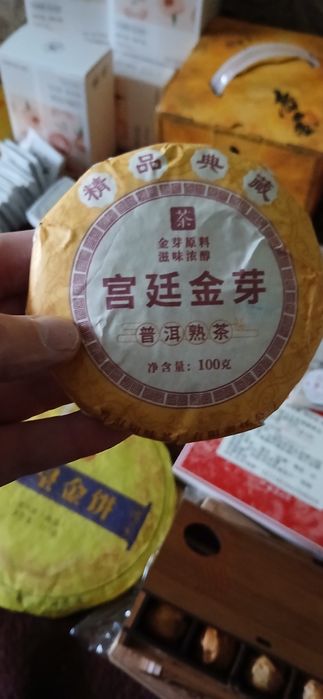 精品典藏
茶
金芽原料
滋味浓醇
宫廷金芽
普洱熟茶
净含量：100克
金饼